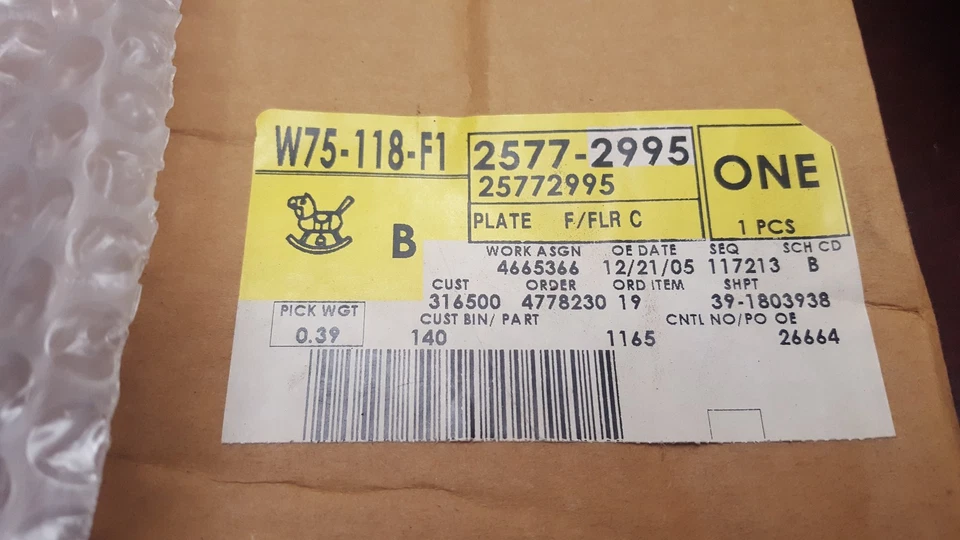 W75-118-F1
2577-2995
25772995
ONE
PLATE F/FLR C
1 PCS
B
WORK ASGN OE DATE SEQ SCH CD
4665366 12/21/05 117213 B
CUST ORDER ORD ITEM SHPT
316500 4778230 19 39-1803938
PICK WGT
0.39
CUST BIN/ PART CNTL NO/PO OE
140 1165 26664